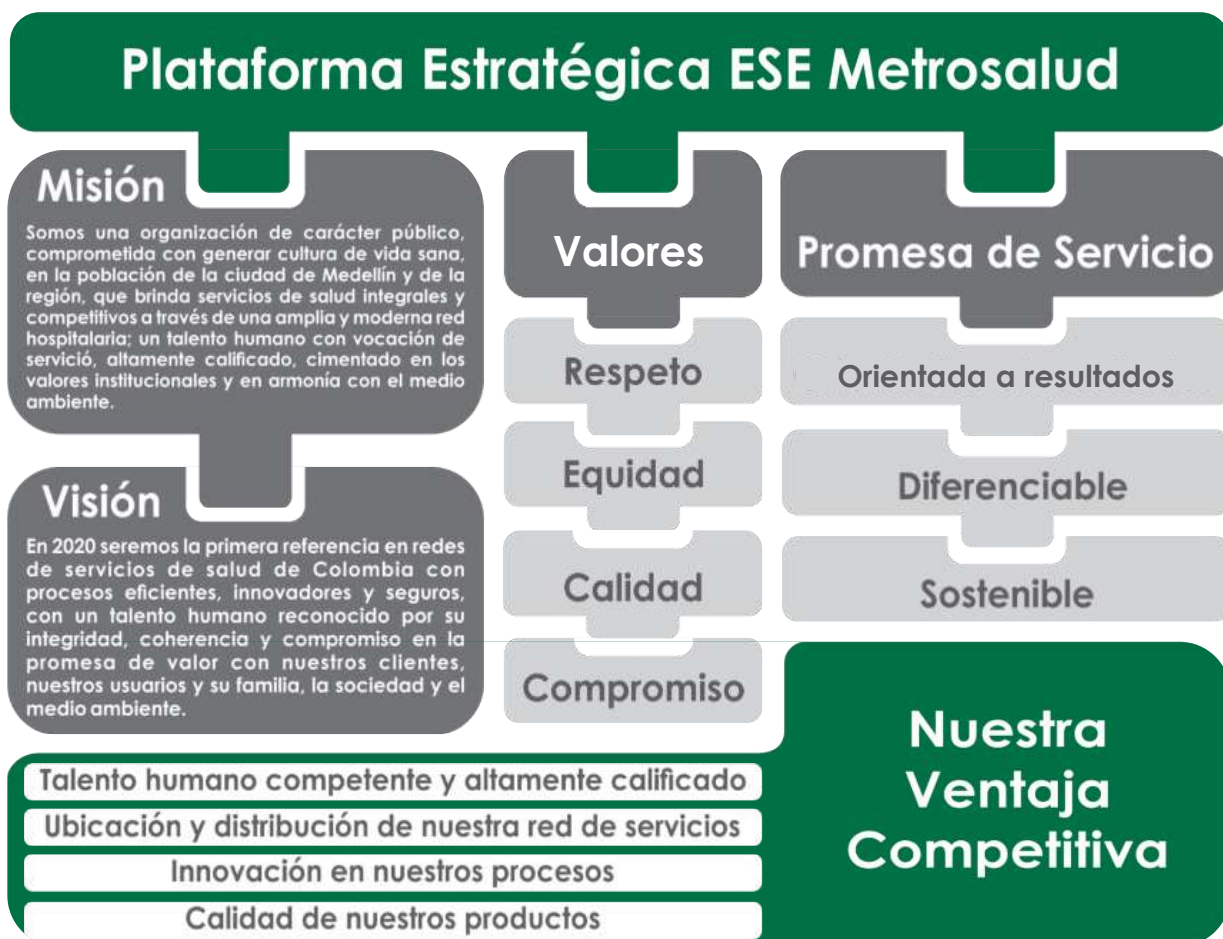 Plataforma Estratégica ESE Metrosalud
Misión
Somos una organización de carácter público,
comprometida con generar cultura de vida sana,
en la población de la ciudad de Medellín y de la
región, que brinda servicios de salud integrales y
competitivos a través de una amplia y moderna red
hospitalaria; un talento humano con vocación de
servició, altamente calificado, cimentado en los
valores institucionales y en armonía con el medio
ambiente.
Visión
En 2020 seremos la primera referencia en redes
de servicios de salud de Colombia con
procesos eficientes, innovadores y seguros,
con un talento humano reconocido por su
integridad, coherencia y compromiso en la
promesa de valor con nuestros clientes,
nuestros usuarios y su familia, la sociedad y el
medio ambiente.
Valores
Respeto
Equidad
Calidad
Compromiso
Promesa de Servicio
Orientada a resultados
Diferenciable
Sostenible
Nuestra
Ventaja
Competitiva
Talento humano competente y altamente calificado
Ubicación y distribución de nuestra red de servicios
Innovación en nuestros procesos
Calidad de nuestros productos